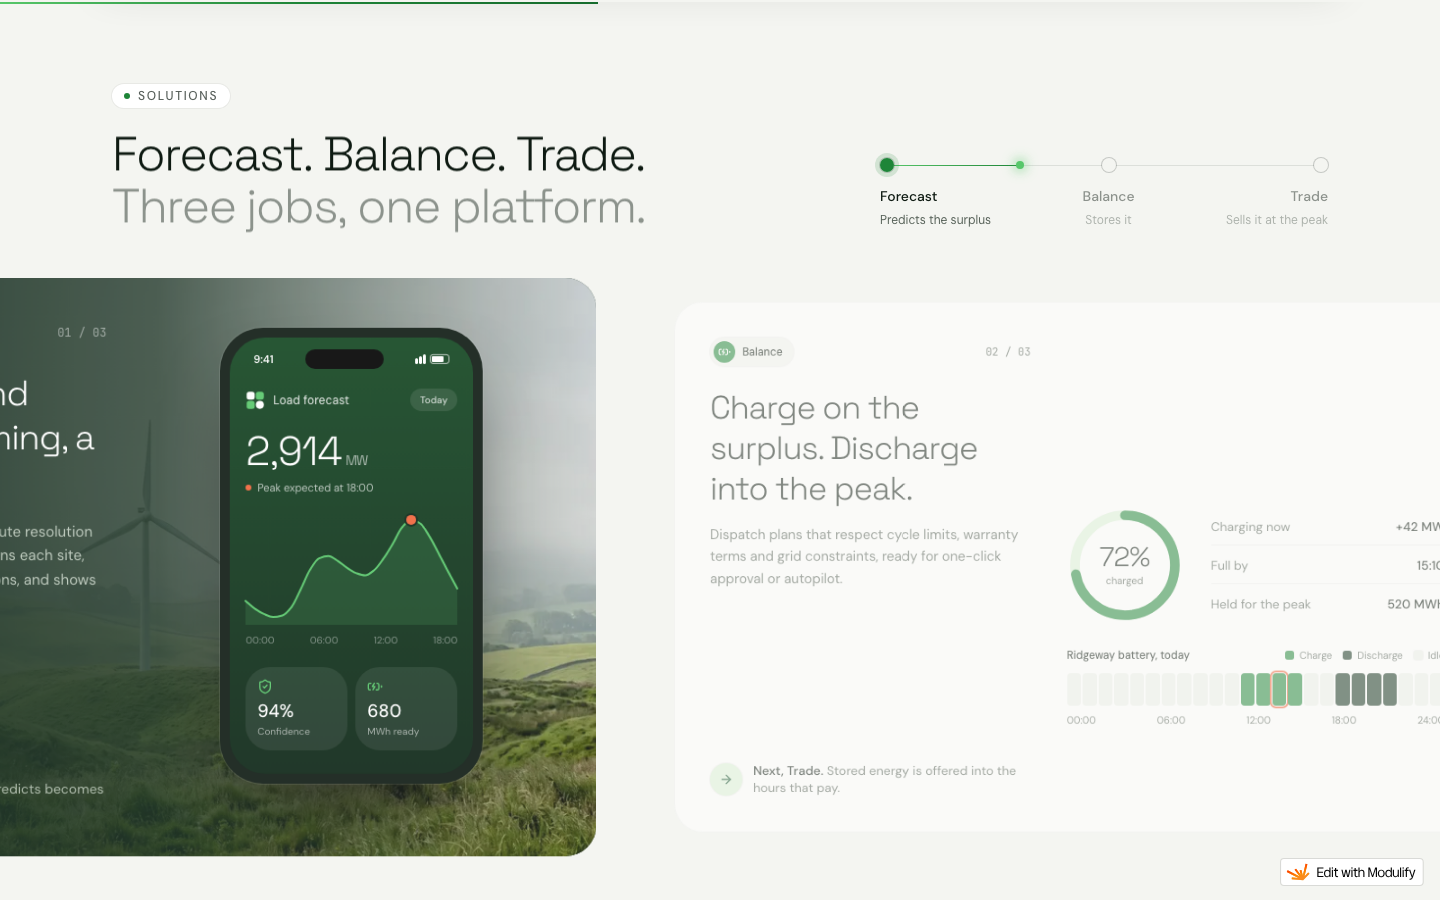 SOLUTIONS
Forecast. Balance. Trade.
Three jobs, one platform.
Forecast
Predicts the surplus
Balance
Stores it
Trade
Sells it at the peak
01 / 03
nd
ning, a
ute resolution
ns each site,
ons, and shows
redicts becomes
9:41
Load forecast
Today
2,914 MW
Peak expected at 18:00
00:00 06:00 12:00 18:00
94%
Confidence
680
MWh ready
Balance
02 / 03
Charge on the
surplus. Discharge
into the peak.
Dispatch plans that respect cycle limits, warranty
terms and grid constraints, ready for one-click
approval or autopilot.
Next, Trade. Stored energy is offered into the
hours that pay.
72%
charged
Charging now +42 MW
Full by 15:10
Held for the peak 520 MWh
Ridgeway battery, today
Charge Discharge Idle
00:00 06:00 12:00 18:00 24:00
Edit with Modulify